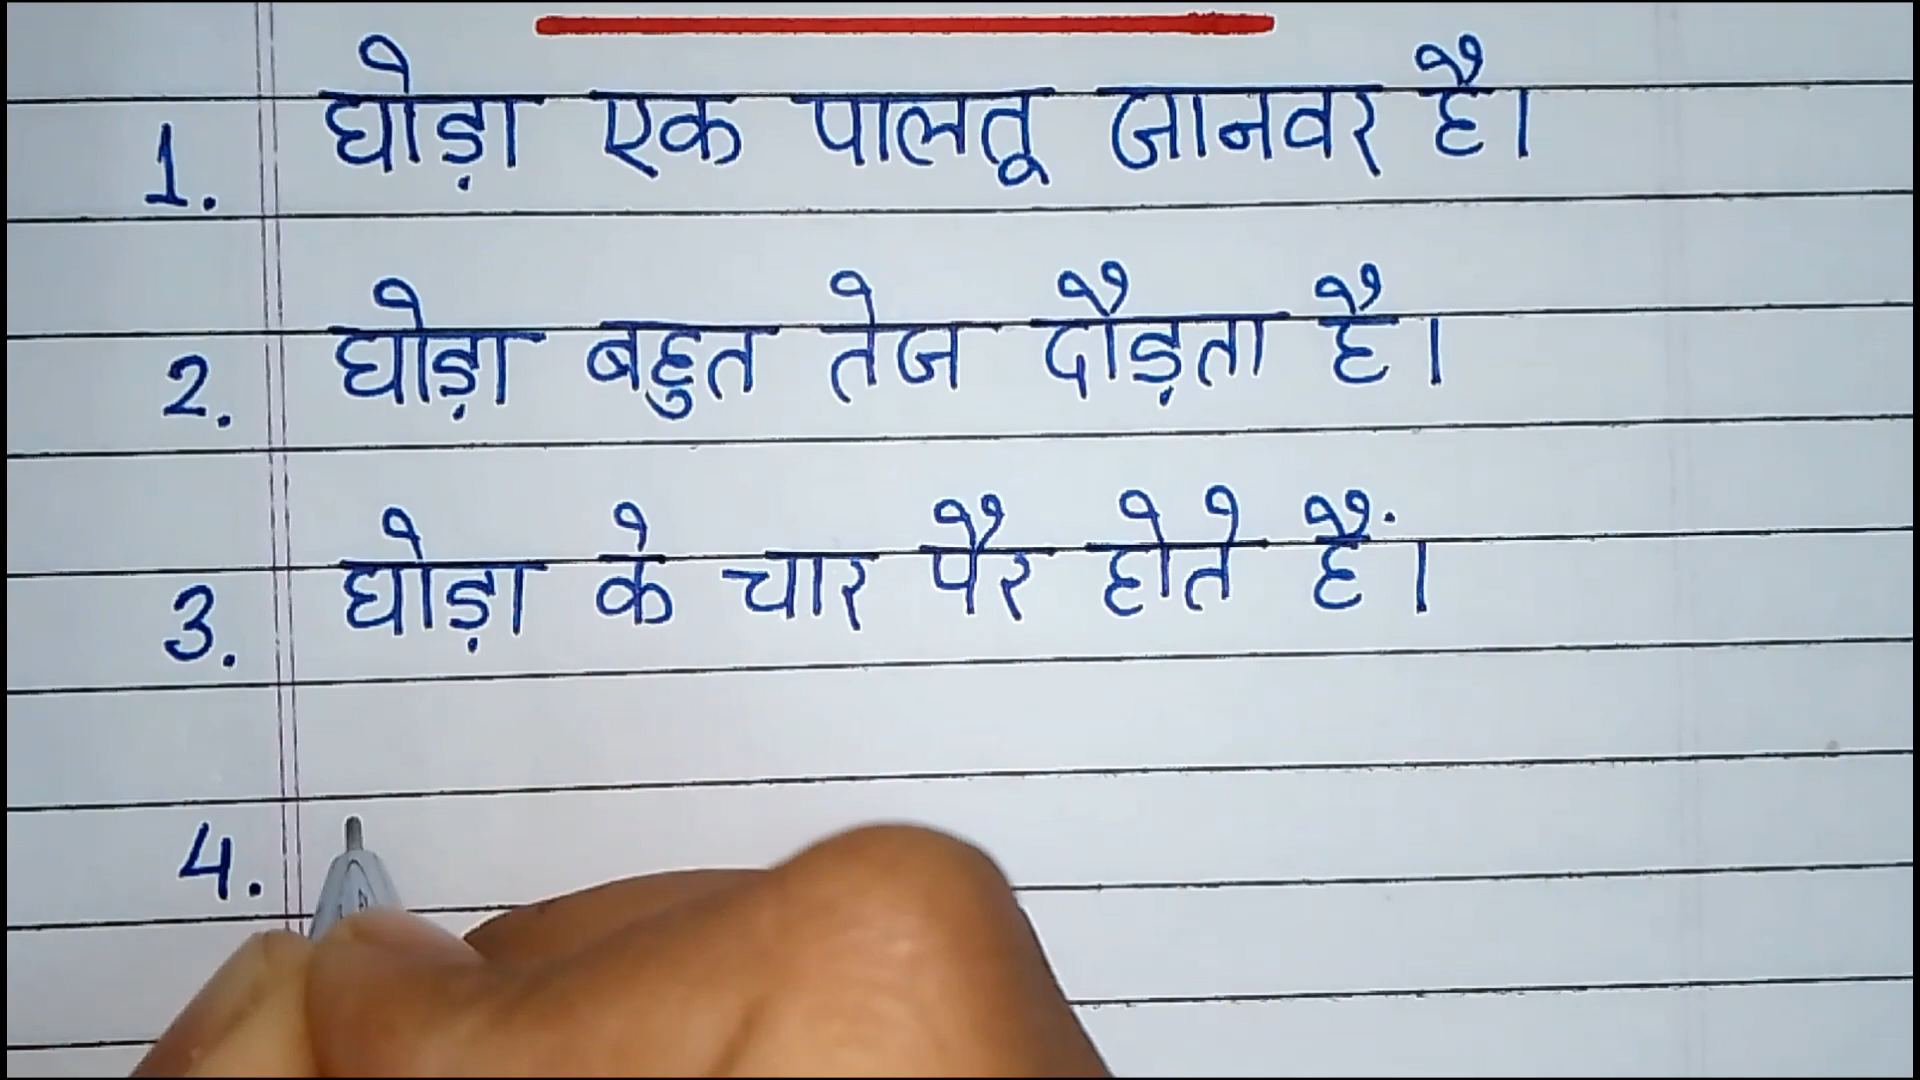 1. घोड़ा एक पालतू जानवर है।
2. घोड़ा बहुत तेज दौड़ता है।
3. घोड़ा के चार पैर होते हैं।
4.